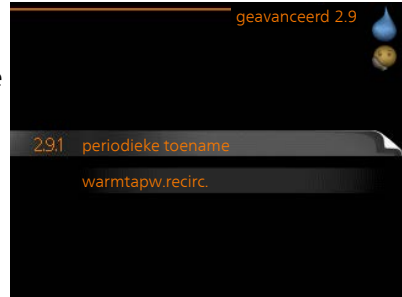 geavanceerd 2.9
2.9.1 periodieke toename
warmtapw.recirc.